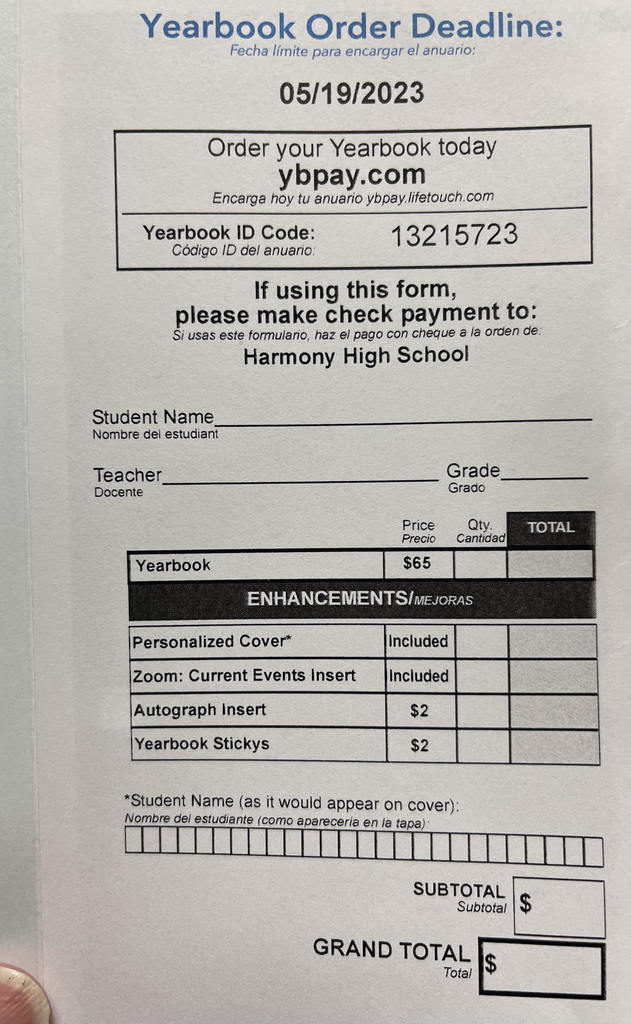 Yearbook Order Deadline:
Fecha límite para encargar el anuario:
05/19/2023
Order your Yearbook today
ybpay.com
Encarga hoy tu anuario ybpay.lifetouch.com
Yearbook ID Code: 13215723
Código ID del anuario:
If using this form,
please make check payment to:
Si usas este formulario, haz el pago con cheque a la orden de:
Harmony High School
Student Name
Nombre del estudiant
Teacher Grade
Docente Grado
Price Qty. TOTAL
Precio Cantidad
Yearbook $65
ENHANCEMENTS/MEJORAS
Personalized Cover* Included
Zoom: Current Events Insert Included
Autograph Insert $2
Yearbook Stickys $2
*Student Name (as it would appear on cover):
Nombre del estudiante (como aparecería en la tapa):
SUBTOTAL $
Subtotal
GRAND TOTAL $
Total